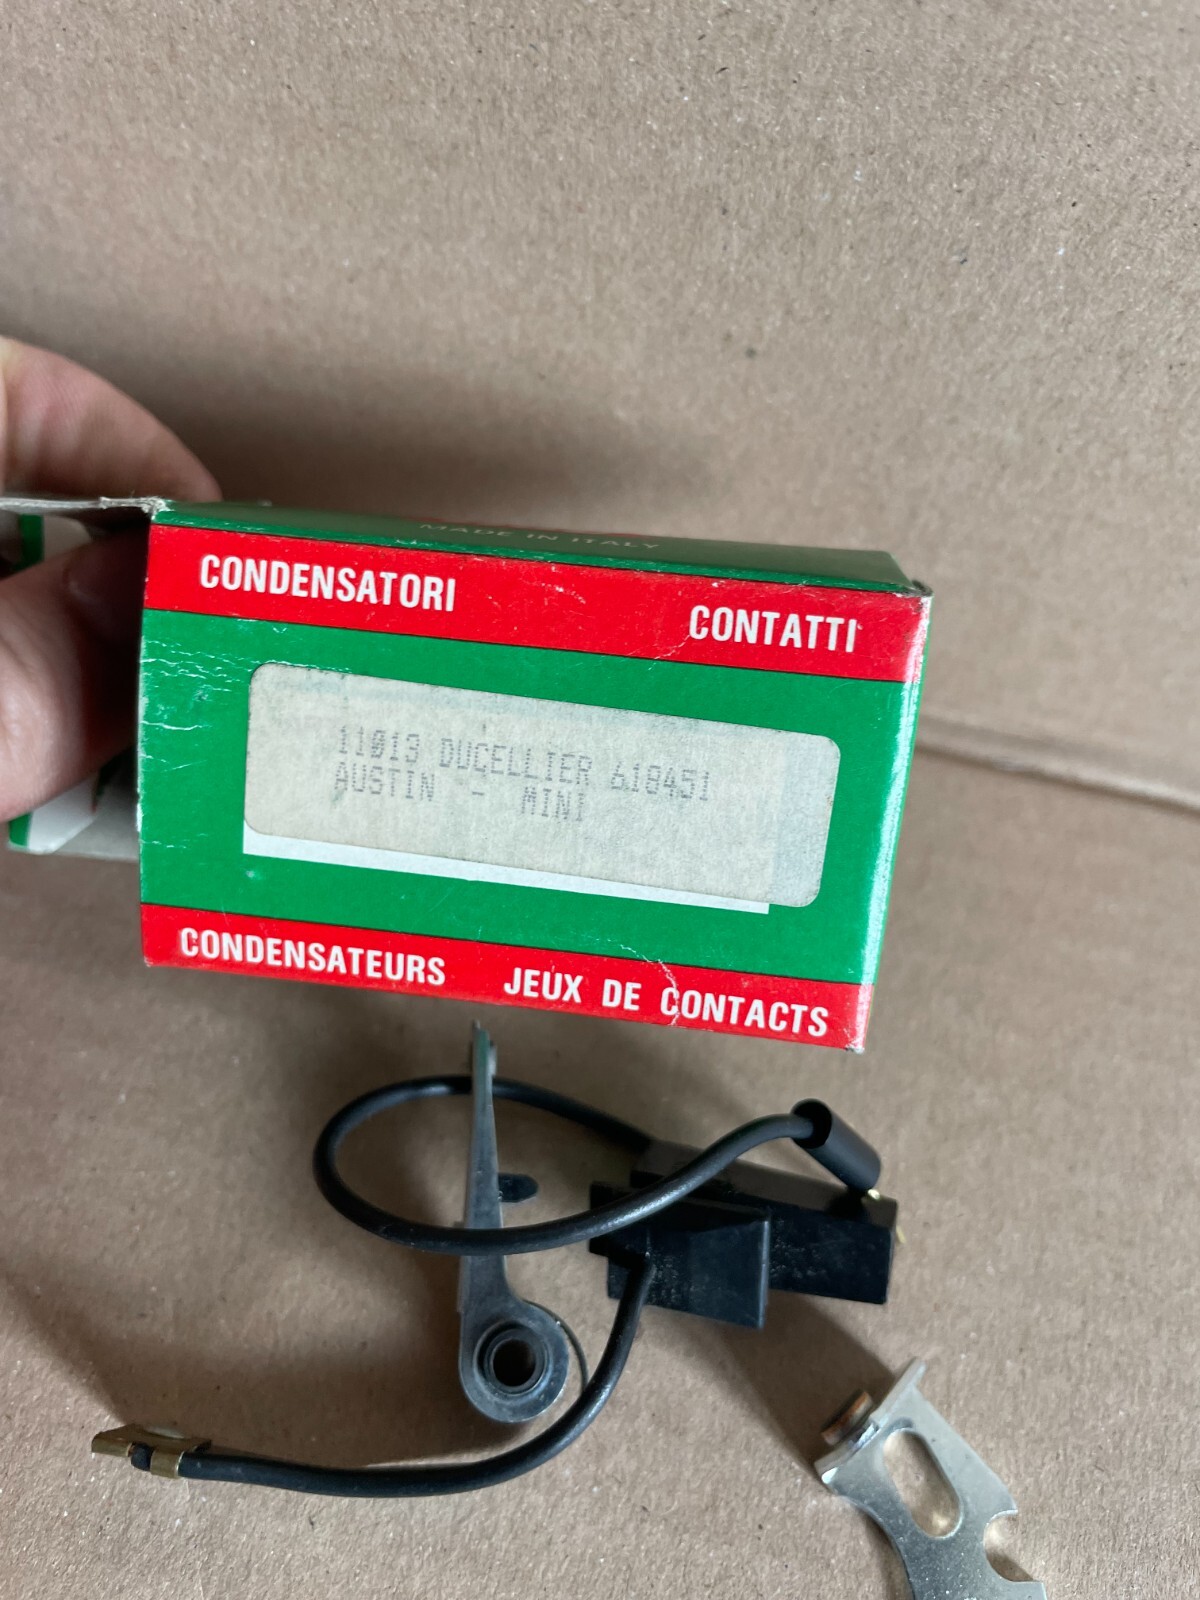 MADE IN ITALY
CONDENSATORI CONTATTI
11013 DUCELLIER 618451
AUSTIN - MINI
CONDENSATEURS JEUX DE CONTACTS